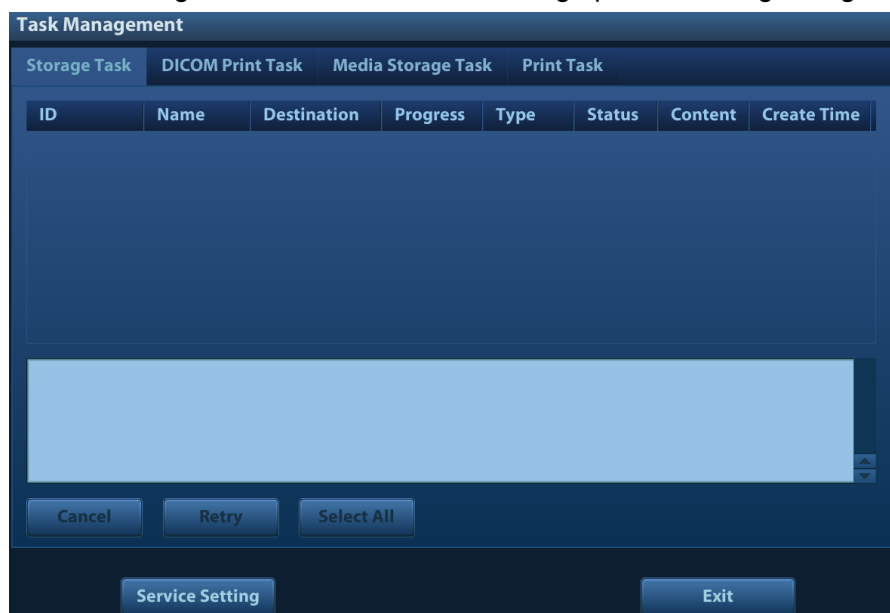 Task Management
Storage Task DICOM Print Task Media Storage Task Print Task
ID Name Destination Progress Type Status Content Create Time
Cancel Retry Select All
Service Setting Exit